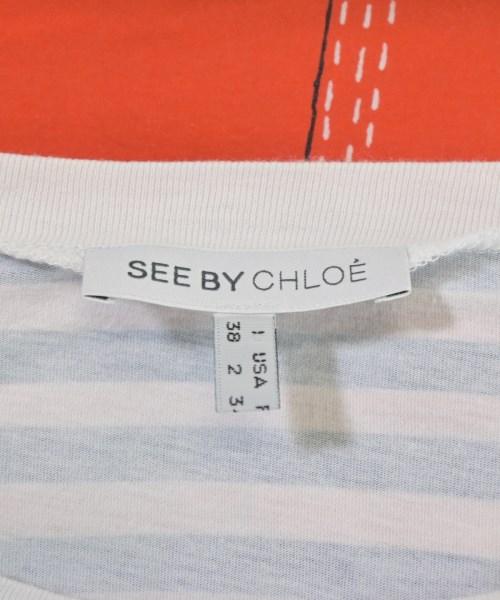 SEE BY CHLOÉ
I USA F
38 2